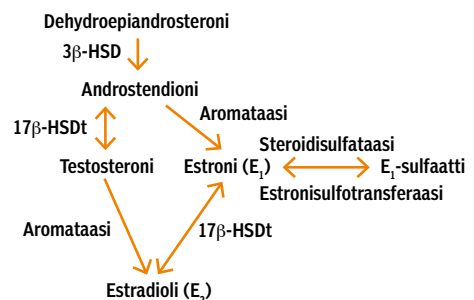 Dehydroepiandrosteroni
3β-HSD
Androstendioni
Aromataasi
17β-HSDt
Steroidisulfataasi
Testosteroni
Estroni (E₁)
E₁-sulfaatti
Estronisulfotransferaasi
Aromataasi
17β-HSDt
Estradioli (E₂)